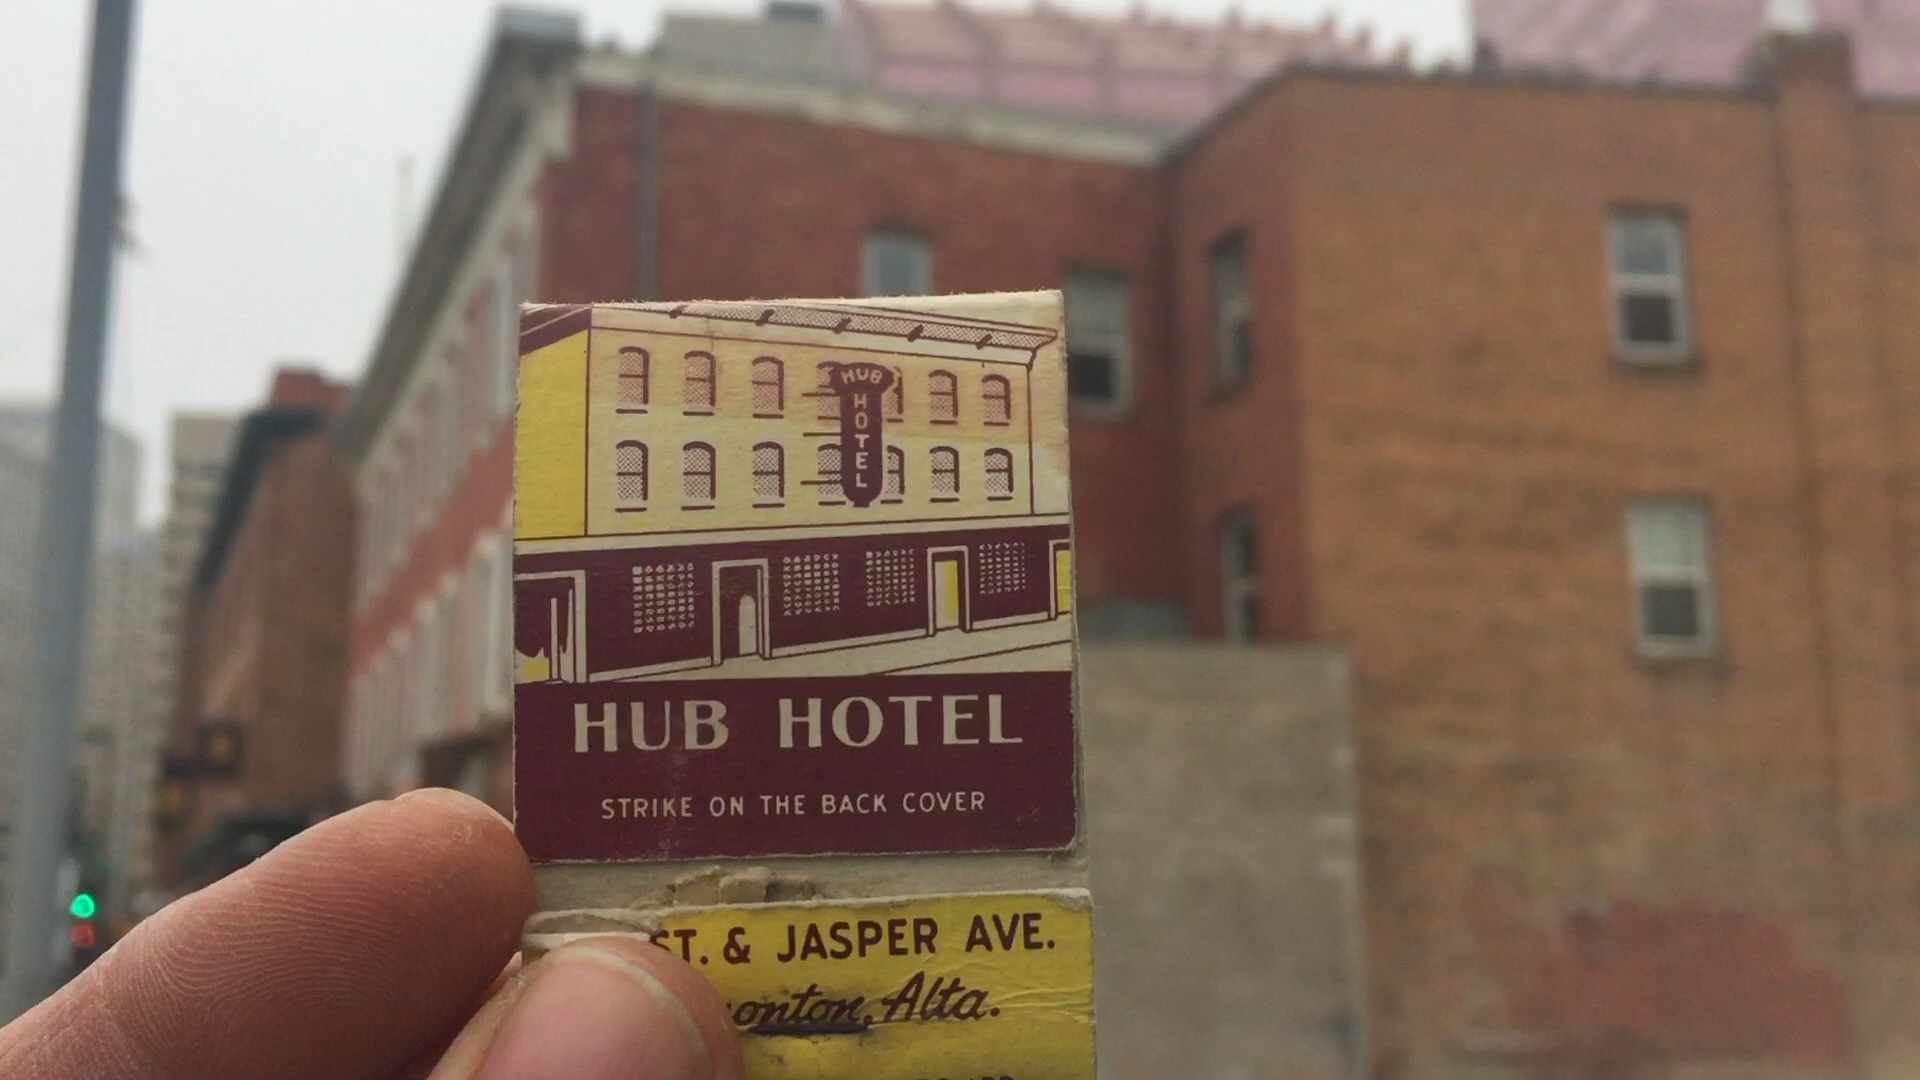 HUB
HOTEL
HUB HOTEL
STRIKE ON THE BACK COVER
ST. & JASPER AVE.
Alta.